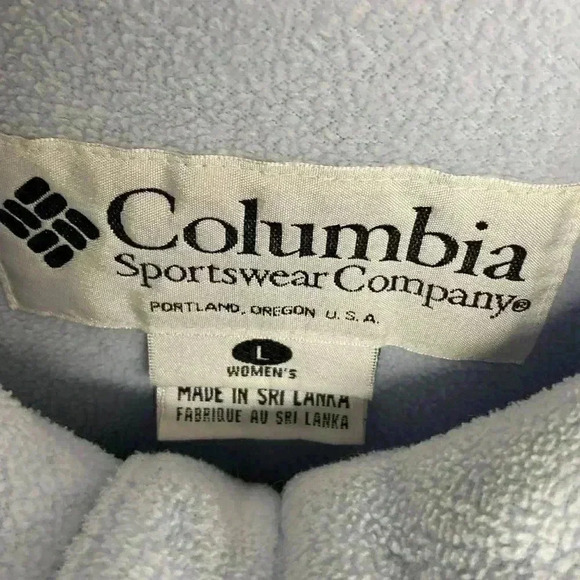 Columbia
Sportswear Company®
PORTLAND, OREGON U.S.A.
L
WOMEN'S
MADE IN SRI LANKA
FABRIQUE AU SRI LANKA